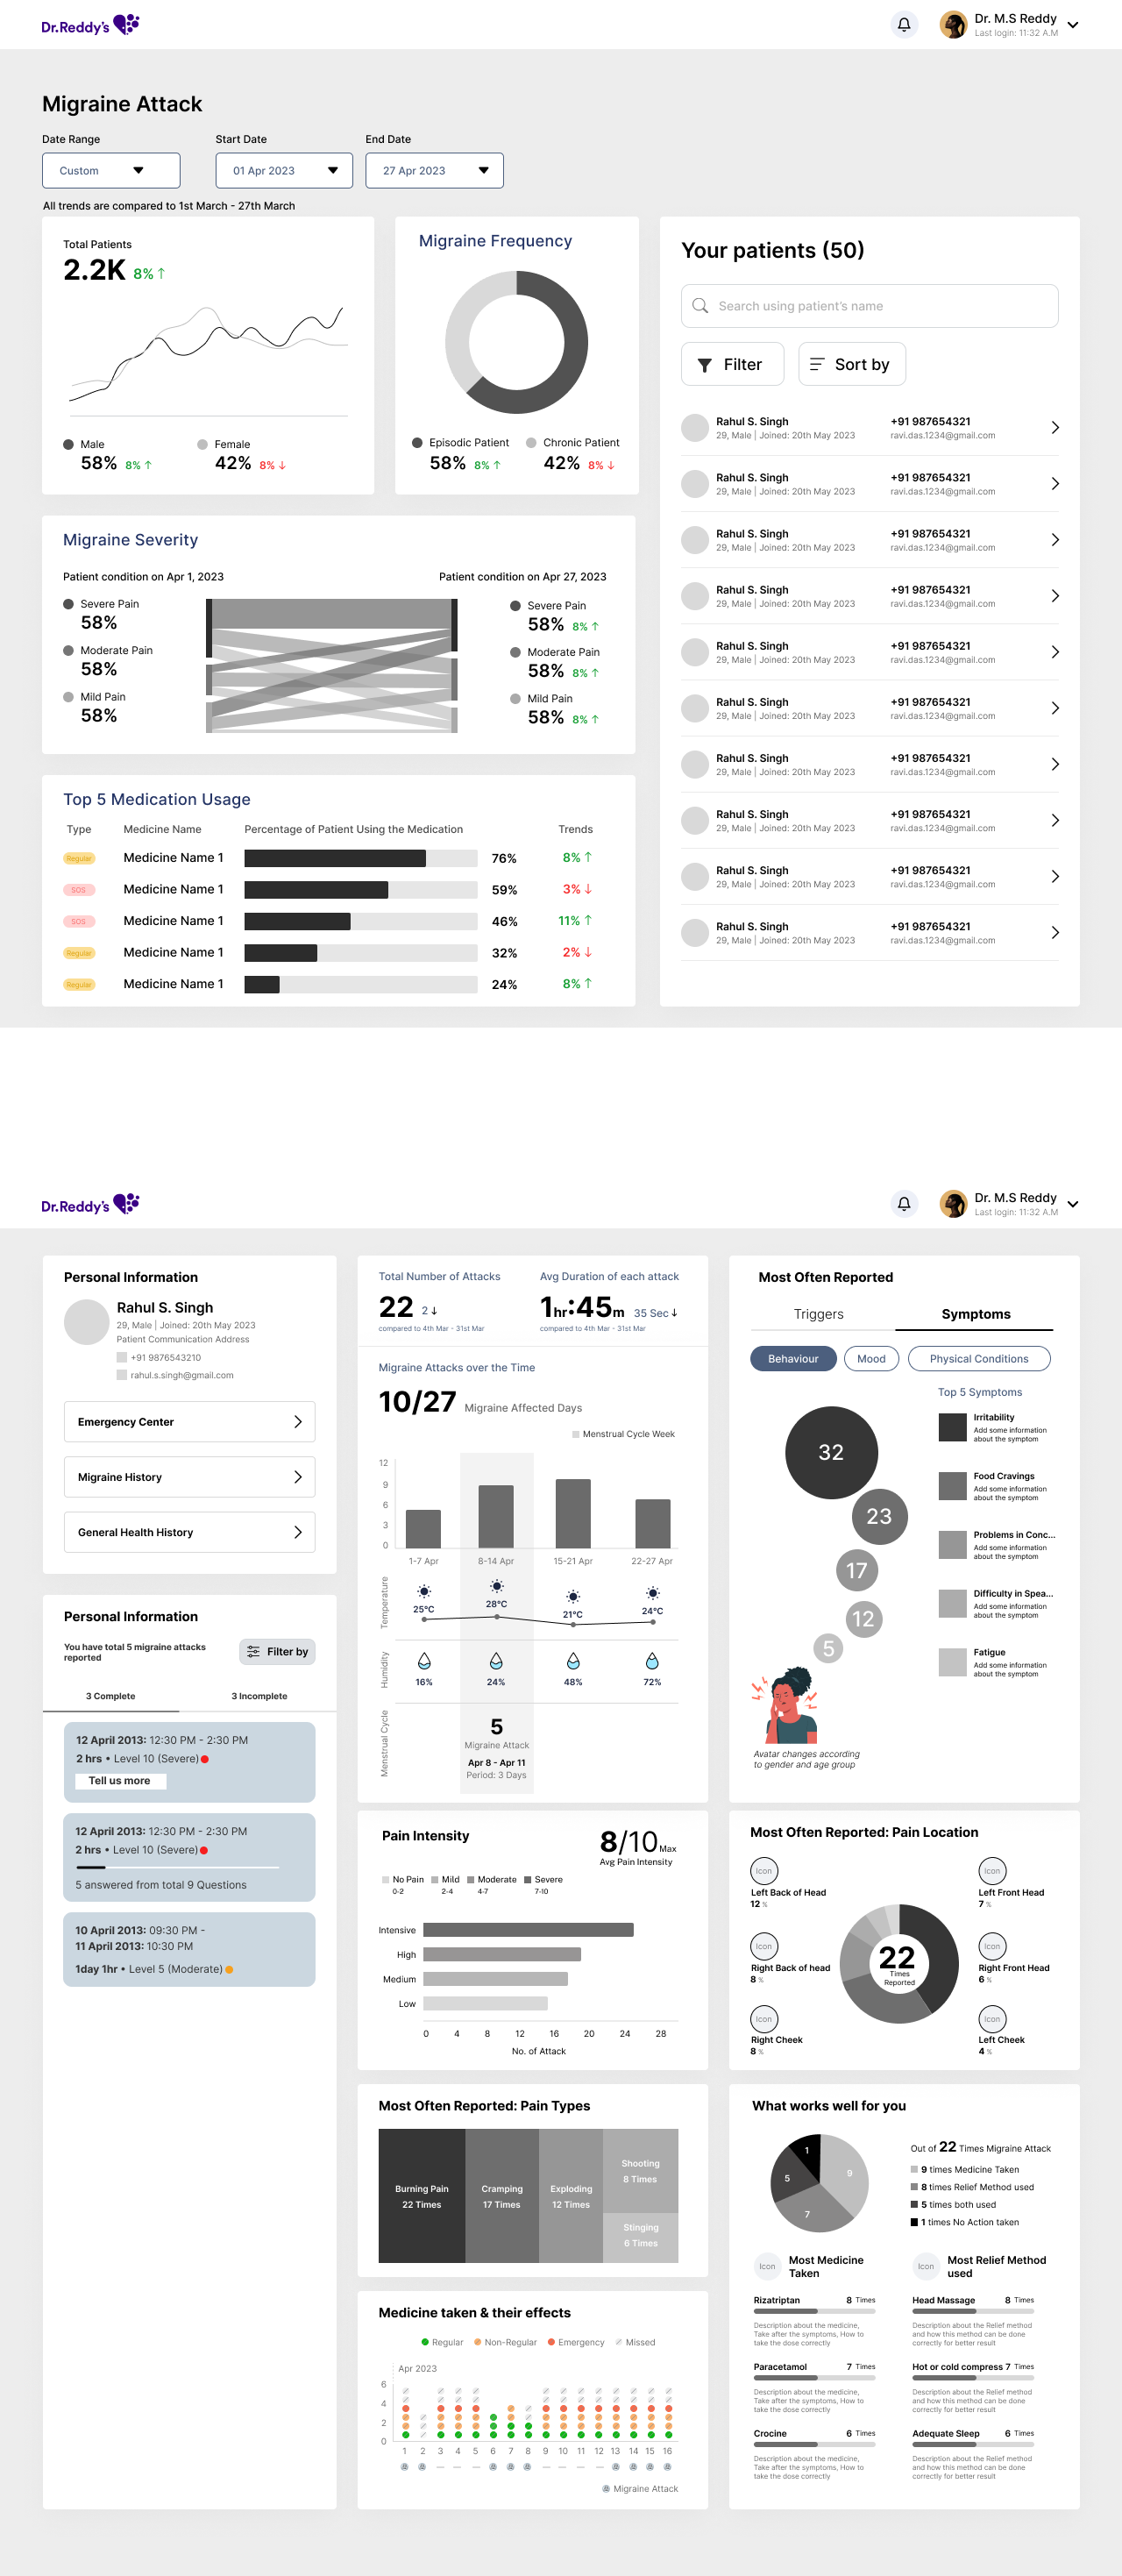 Dr.Reddy's
Dr. M.S Reddy
Last login: 11:32 A.M
Migraine Attack
Date Range
Start Date
End Date
Custom
01 Apr 2023
27 Apr 2023
All trends are compared to 1st March - 27th March
Total Patients
2.2K 8% ↑
Male
58% 8% ↑
Female
42% 8% ↓
Migraine Frequency
Episodic Patient
58% 8% ↑
Chronic Patient
42% 8% ↓
Migraine Severity
Patient condition on Apr 1, 2023
Severe Pain
58%
Moderate Pain
58%
Mild Pain
58%
Patient condition on Apr 27, 2023
Severe Pain
58% 8% ↑
Moderate Pain
58% 8% ↑
Mild Pain
58% 8% ↑
Top 5 Medication Usage
Type Medicine Name Percentage of Patient Using the Medication Trends
Regular Medicine Name 1 76% 8% ↑
SOS Medicine Name 1 59% 3% ↓
SOS Medicine Name 1 46% 11% ↑
Regular Medicine Name 1 32% 2% ↓
Regular Medicine Name 1 24% 8% ↑
Your patients (50)
Search using patient's name
Filter
Sort by
Rahul S. Singh +91 987654321
29, Male | Joined: 20th May 2023 ravi.das.1234@gmail.com
Rahul S. Singh +91 987654321
29, Male | Joined: 20th May 2023 ravi.das.1234@gmail.com
Rahul S. Singh +91 987654321
29, Male | Joined: 20th May 2023 ravi.das.1234@gmail.com
Rahul S. Singh +91 987654321
29, Male | Joined: 20th May 2023 ravi.das.1234@gmail.com
Rahul S. Singh +91 987654321
29, Male | Joined: 20th May 2023 ravi.das.1234@gmail.com
Rahul S. Singh +91 987654321
29, Male | Joined: 20th May 2023 ravi.das.1234@gmail.com
Rahul S. Singh +91 987654321
29, Male | Joined: 20th May 2023 ravi.das.1234@gmail.com
Rahul S. Singh +91 987654321
29, Male | Joined: 20th May 2023 ravi.das.1234@gmail.com
Rahul S. Singh +91 987654321
29, Male | Joined: 20th May 2023 ravi.das.1234@gmail.com
Rahul S. Singh +91 987654321
29, Male | Joined: 20th May 2023 ravi.das.1234@gmail.com
Dr.Reddy's
Dr. M.S Reddy
Last login: 11:32 A.M
Personal Information
Rahul S. Singh
29, Male | Joined: 20th May 2023
Patient Communication Address
+91 9876543210
rahul.s.singh@gmail.com
Emergency Center
Migraine History
General Health History
Personal Information
You have total 5 migraine attacks
reported
Filter by
3 Complete
3 Incomplete
12 April 2013: 12:30 PM - 2:30 PM
2 hrs • Level 10 (Severe)
Tell us more
12 April 2013: 12:30 PM - 2:30 PM
2 hrs • Level 10 (Severe)
5 answered from total 9 Questions
10 April 2013: 09:30 PM -
11 April 2013: 10:30 PM
1day 1hr • Level 5 (Moderate)
Total Number of Attacks
22 2 ↓
compared to 4th Mar - 31st Mar
Avg Duration of each attack
1hr:45m 35 Sec ↓
compared to 4th Mar - 31st Mar
Migraine Attacks over the Time
10/27 Migraine Affected Days
Menstrual Cycle Week
12
9
6
3
0
1-7 Apr 8-14 Apr 15-21 Apr 22-27 Apr
Temperature
25°C 28°C 21°C 24°C
Humidity
16% 24% 48% 72%
Menstrual Cycle
5
Migraine Attack
Apr 8 - Apr 11
Period: 3 Days
Most Often Reported
Triggers
Symptoms
Behaviour
Mood
Physical Conditions
32
23
17
12
5
Avatar changes according
to gender and age group
Top 5 Symptoms
Irritability
Add some information
about the symptom
Food Cravings
Add some information
about the symptom
Problems in Conc...
Add some information
about the symptom
Difficulty in Spea...
Add some information
about the symptom
Fatigue
Add some information
about the symptom
Pain Intensity
8/10 Max
Avg Pain Intensity
No Pain Mild Moderate Severe
0-2 2-4 4-7 7-10
Intensive
High
Medium
Low
0 4 8 12 16 20 24 28
No. of Attack
Most Often Reported: Pain Location
Icon
Left Back of Head
12 %
Icon
Right Back of head
8 %
Icon
Right Cheek
8 %
22
Times
Reported
Icon
Left Front Head
7 %
Icon
Right Front Head
6 %
Icon
Left Cheek
4 %
Most Often Reported: Pain Types
Burning Pain
22 Times
Cramping
17 Times
Exploding
12 Times
Shooting
8 Times
Stinging
6 Times
Medicine taken & their effects
Regular Non-Regular Emergency Missed
Apr 2023
6
4
2
0
1 2 3 4 5 6 7 8 9 10 11 12 13 14 15 16
Migraine Attack
What works well for you
1
9
5
7
Out of 22 Times Migraine Attack
9 times Medicine Taken
8 times Relief Method used
5 times both used
1 times No Action taken
Icon
Most Medicine
Taken
Rizatriptan 8 Times
Description about the medicine,
Take after the symptoms, How to
take the dose correctly
Paracetamol 7 Times
Description about the medicine,
Take after the symptoms, How to
take the dose correctly
Crocine 6 Times
Description about the medicine,
Take after the symptoms, How to
take the dose correctly
Icon
Most Relief Method
used
Head Massage 8 Times
Description about the Relief method
and how this method can be done
correctly for better result
Hot or cold compress 7 Times
Description about the Relief method
and how this method can be done
correctly for better result
Adequate Sleep 6 Times
Description about the Relief method
and how this method can be done
correctly for better result